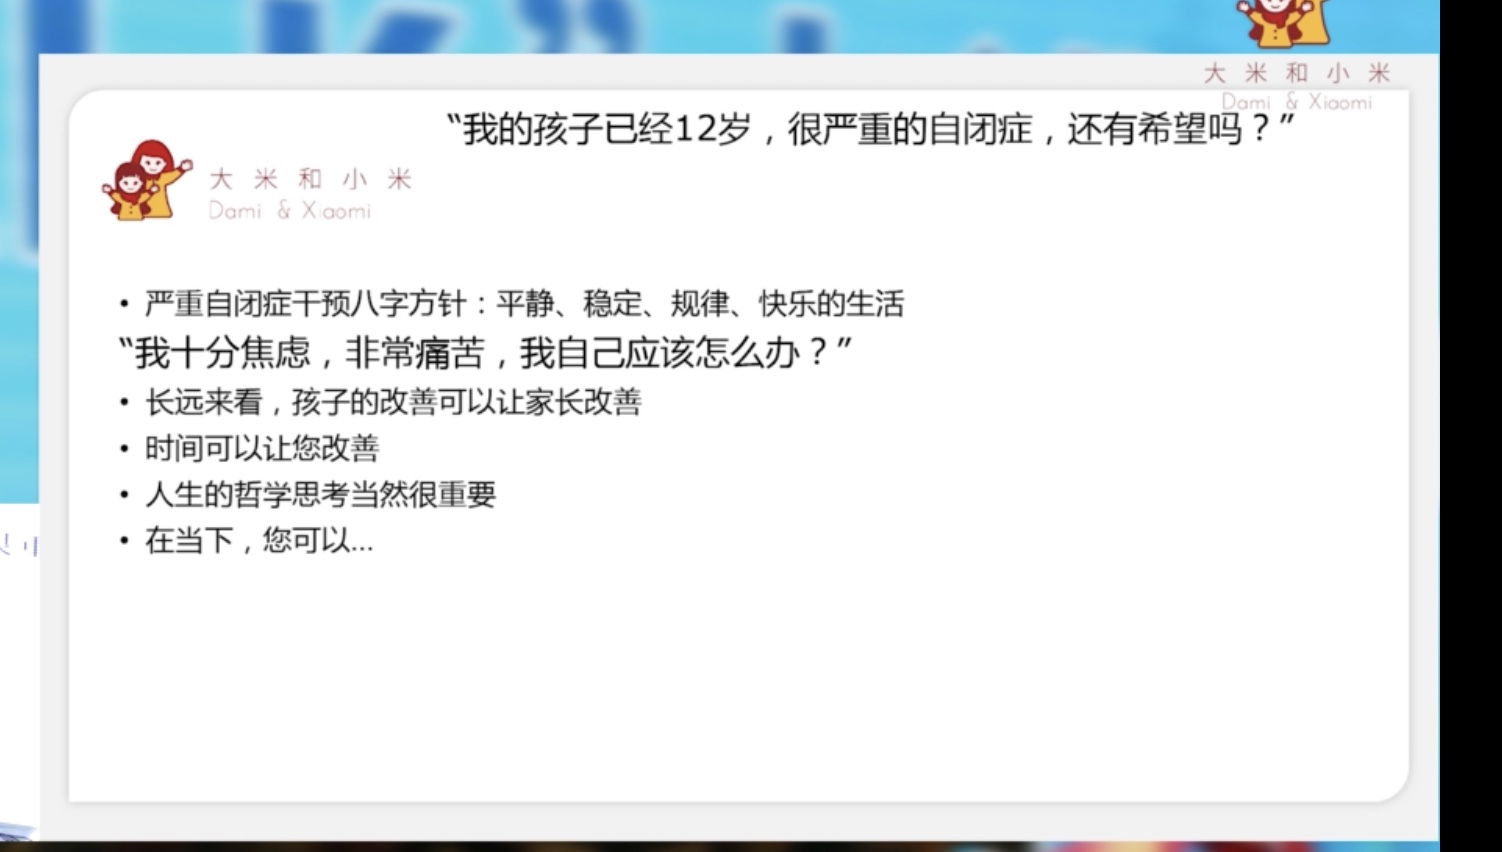 大米和小米
Dami & Xiaomi
“我的孩子已经12岁，很严重的自闭症，还有希望吗？”
大米和小米
Dami & Xiaomi
• 严重自闭症干预八字方针：平静、稳定、规律、快乐的生活
“我十分焦虑，非常痛苦，我自己应该怎么办？”
• 长远来看，孩子的改善可以让家长改善
• 时间可以让您改善
• 人生的哲学思考当然很重要
• 在当下，您可以...